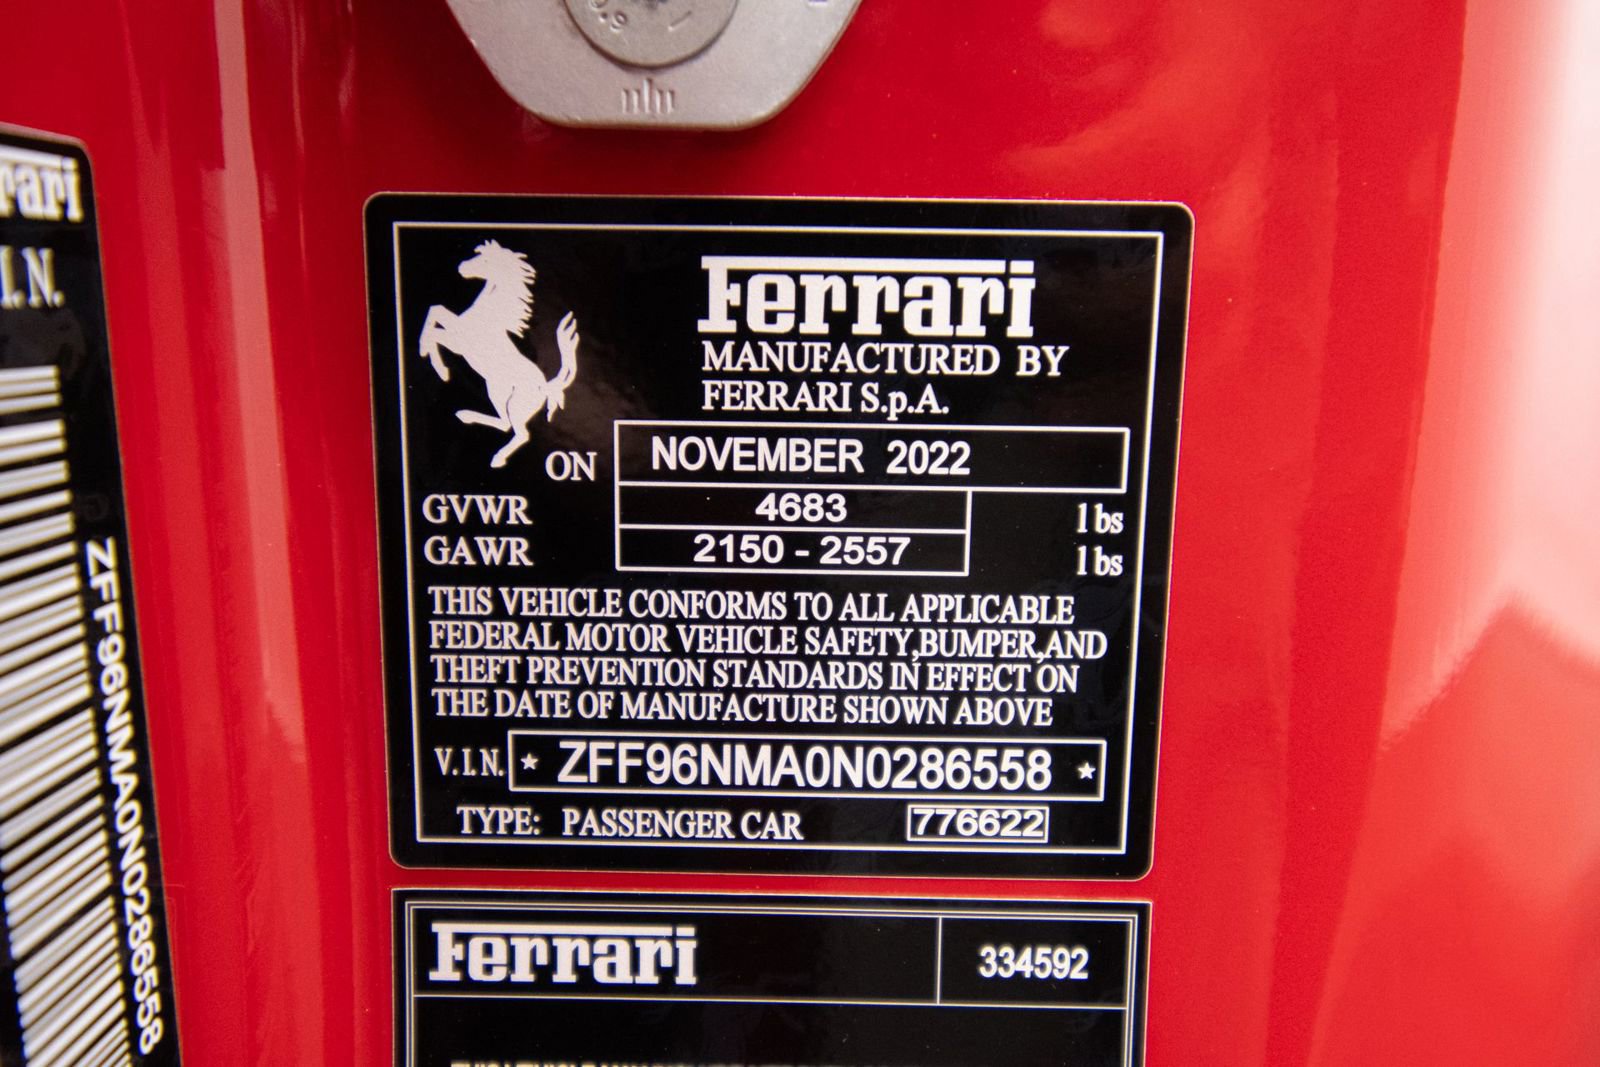 rrari
I.N.
ZFF96NMA0N0286558
Ferrari
MANUFACTURED BY
FERRARI S.p.A.
ON NOVEMBER 2022
GVWR 4683 lbs
GAWR 2150 - 2557 lbs
THIS VEHICLE CONFORMS TO ALL APPLICABLE
FEDERAL MOTOR VEHICLE SAFETY,BUMPER,AND
THEFT PREVENTION STANDARDS IN EFFECT ON
THE DATE OF MANUFACTURE SHOWN ABOVE
V.I.N. * ZFF96NMA0N0286558 *
TYPE: PASSENGER CAR 776622
Ferrari 334592